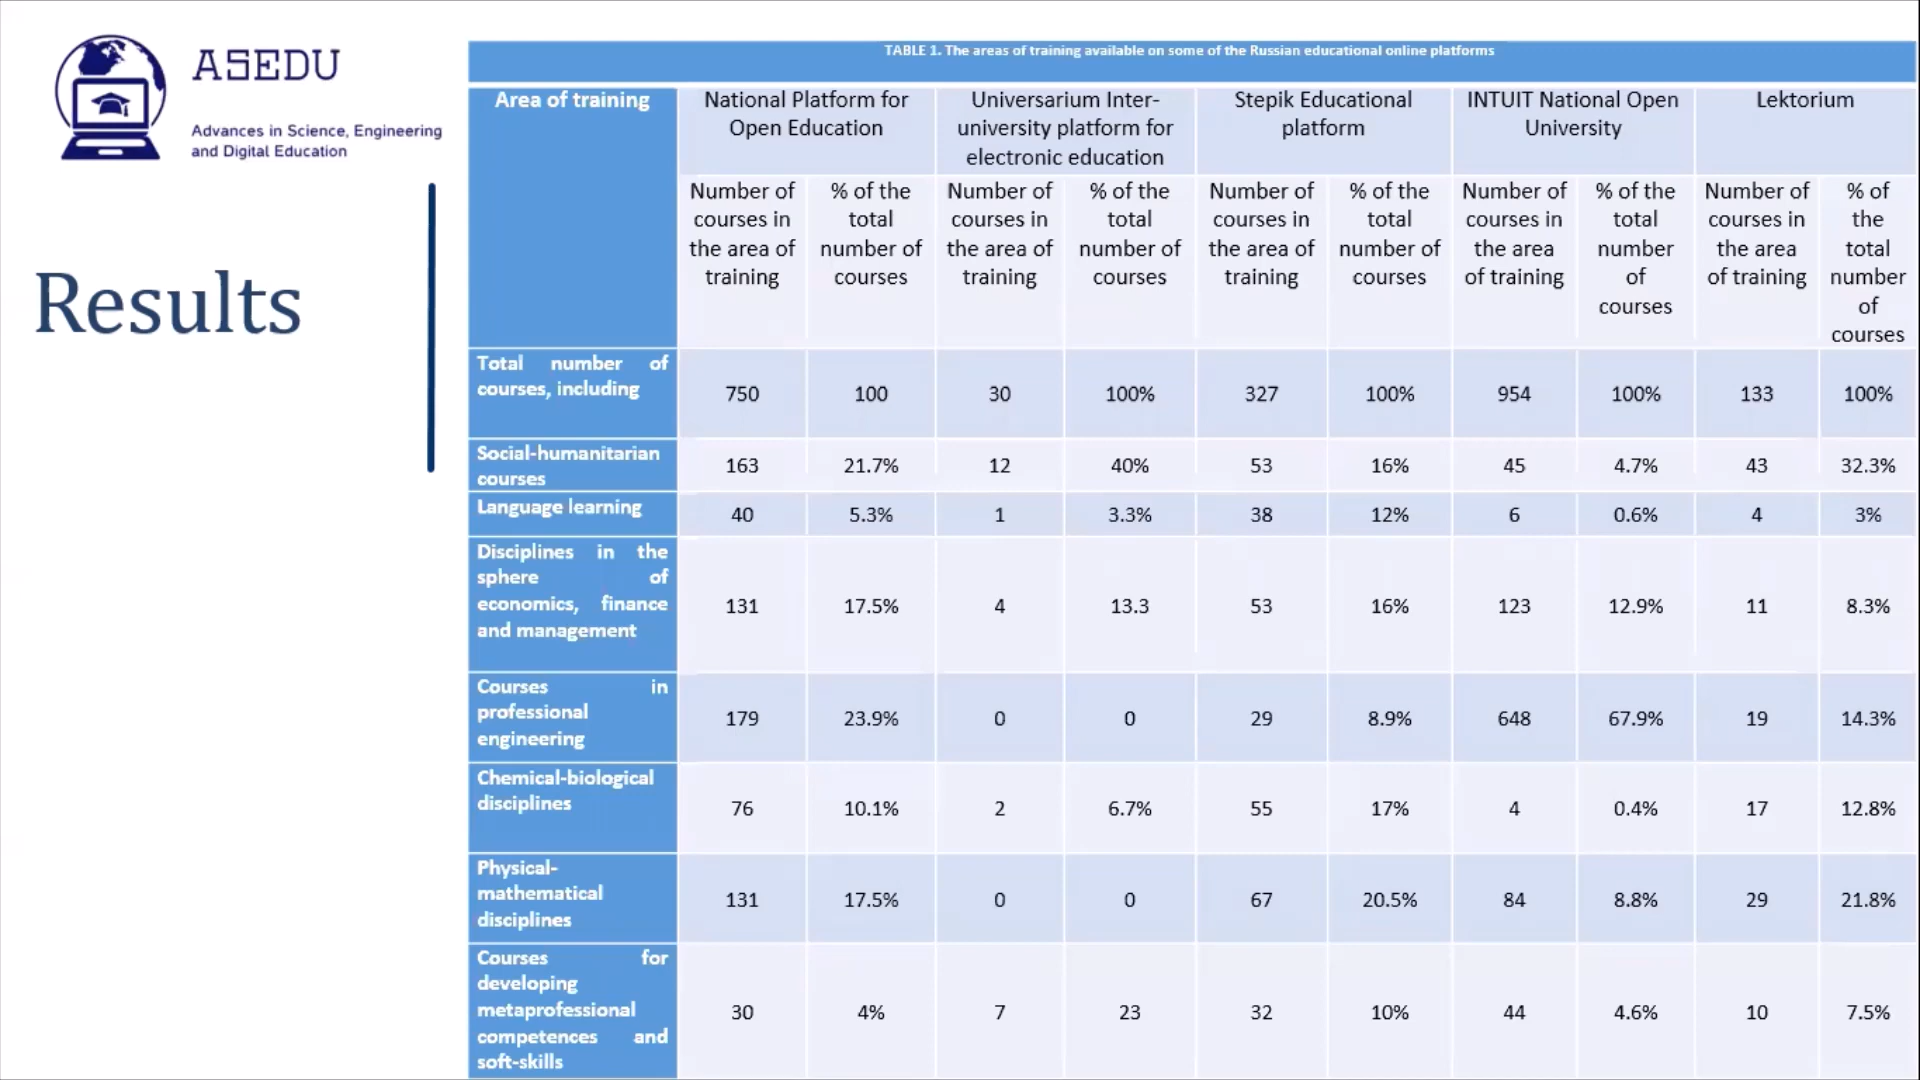 ASEDU
Advances in Science, Engineering
and Digital Education
Results
TABLE 1. The areas of training available on some of the Russian educational online platforms
Area of training
National Platform for
Open Education
Universarium Inter-
university platform for
electronic education
Stepik Educational
platform
INTUIT National Open
University
Lektorium
Number of
courses in
the area of
training
% of the
total
number of
courses
Number of
courses in
the area of
training
% of the
total
number of
courses
Number of
courses in
the area of
training
% of the
total
number of
courses
Number of
courses in
the area
of training
% of the
total
number
of
courses
Number of
courses in
the area
of training
% of
the
total
number
of
courses
Total number of
courses, including
750 100 30 100% 327 100% 954 100% 133 100%
Social-humanitarian
courses
163 21.7% 12 40% 53 16% 45 4.7% 43 32.3%
Language learning
40 5.3% 1 3.3% 38 12% 6 0.6% 4 3%
Disciplines in the
sphere of
economics, finance
and management
131 17.5% 4 13.3 53 16% 123 12.9% 11 8.3%
Courses in
professional
engineering
179 23.9% 0 0 29 8.9% 648 67.9% 19 14.3%
Chemical-biological
disciplines
76 10.1% 2 6.7% 55 17% 4 0.4% 17 12.8%
Physical-
mathematical
disciplines
131 17.5% 0 0 67 20.5% 84 8.8% 29 21.8%
Courses for
developing
metaprofessional
competences and
soft-skills
30 4% 7 23 32 10% 44 4.6% 10 7.5%